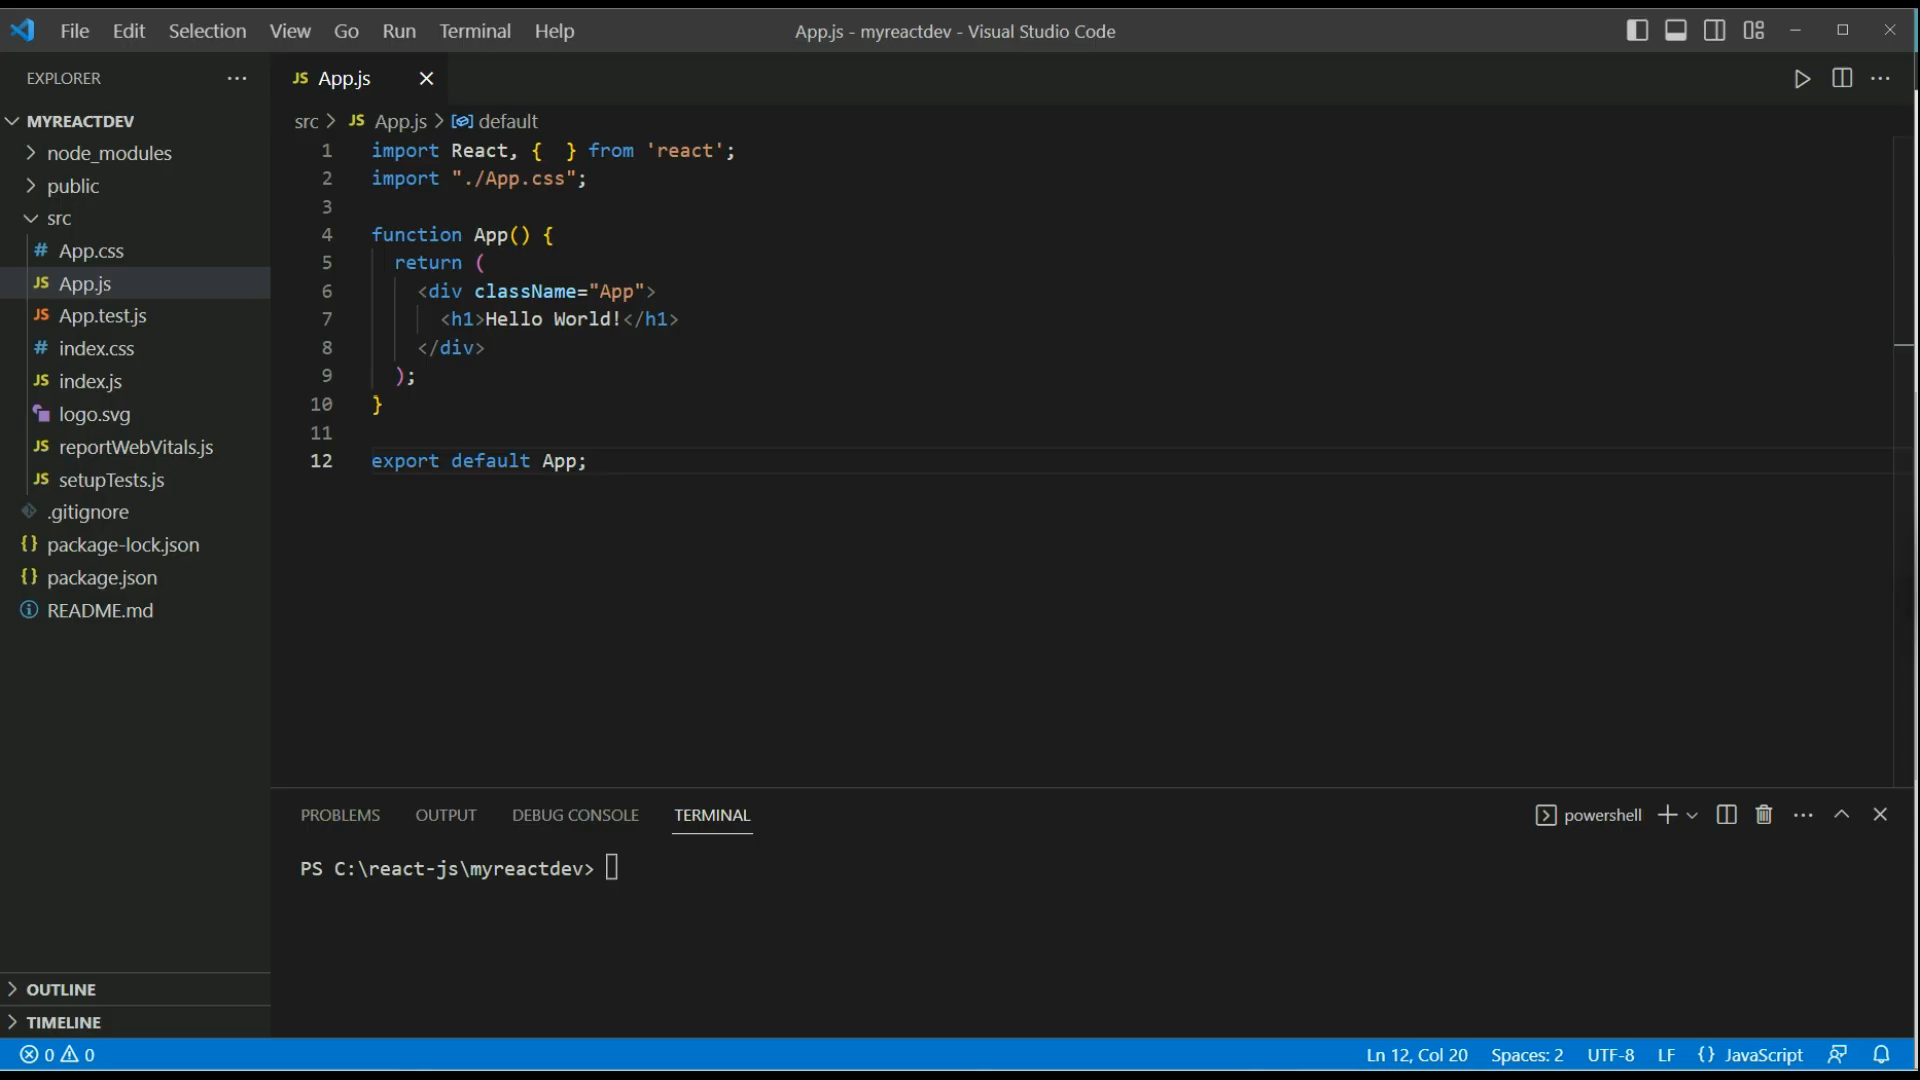 File Edit Selection View Go Run Terminal Help App.js - myreactdev - Visual Studio Code
EXPLORER ···
MYREACTDEV
node_modules
public
src
# App.css
JS App.js
JS App.test.js
# index.css
JS index.js
logo.svg
JS reportWebVitals.js
JS setupTests.js
.gitignore
{} package-lock.json
{} package.json
README.md
OUTLINE
TIMELINE
JS App.js
src > JS App.js > default
1 import React, {  } from 'react';
2 import "./App.css";
3
4 function App() {
5 return (
6 <div className="App">
7 <h1>Hello World!</h1>
8 </div>
9 );
10 }
11
12 export default App;
PROBLEMS OUTPUT DEBUG CONSOLE TERMINAL powershell
PS C:\react-js\myreactdev>
0 0 Ln 12, Col 20 Spaces: 2 UTF-8 LF {} JavaScript